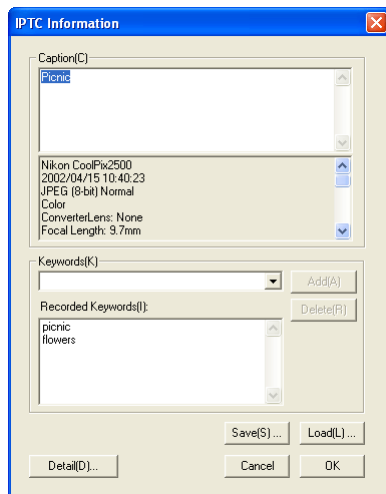 IPTC Information
Caption(C)
Picnic
Nikon CoolPix2500
2002/04/15 10:40:23
JPEG (8-bit) Normal
Color
ConverterLens: None
Focal Length: 9.7mm
Keywords(K)
Add(A)
Recorded Keywords(I):
Delete(R)
picnic
flowers
Save(S) ...
Load(L) ...
Detail(D)...
Cancel
OK